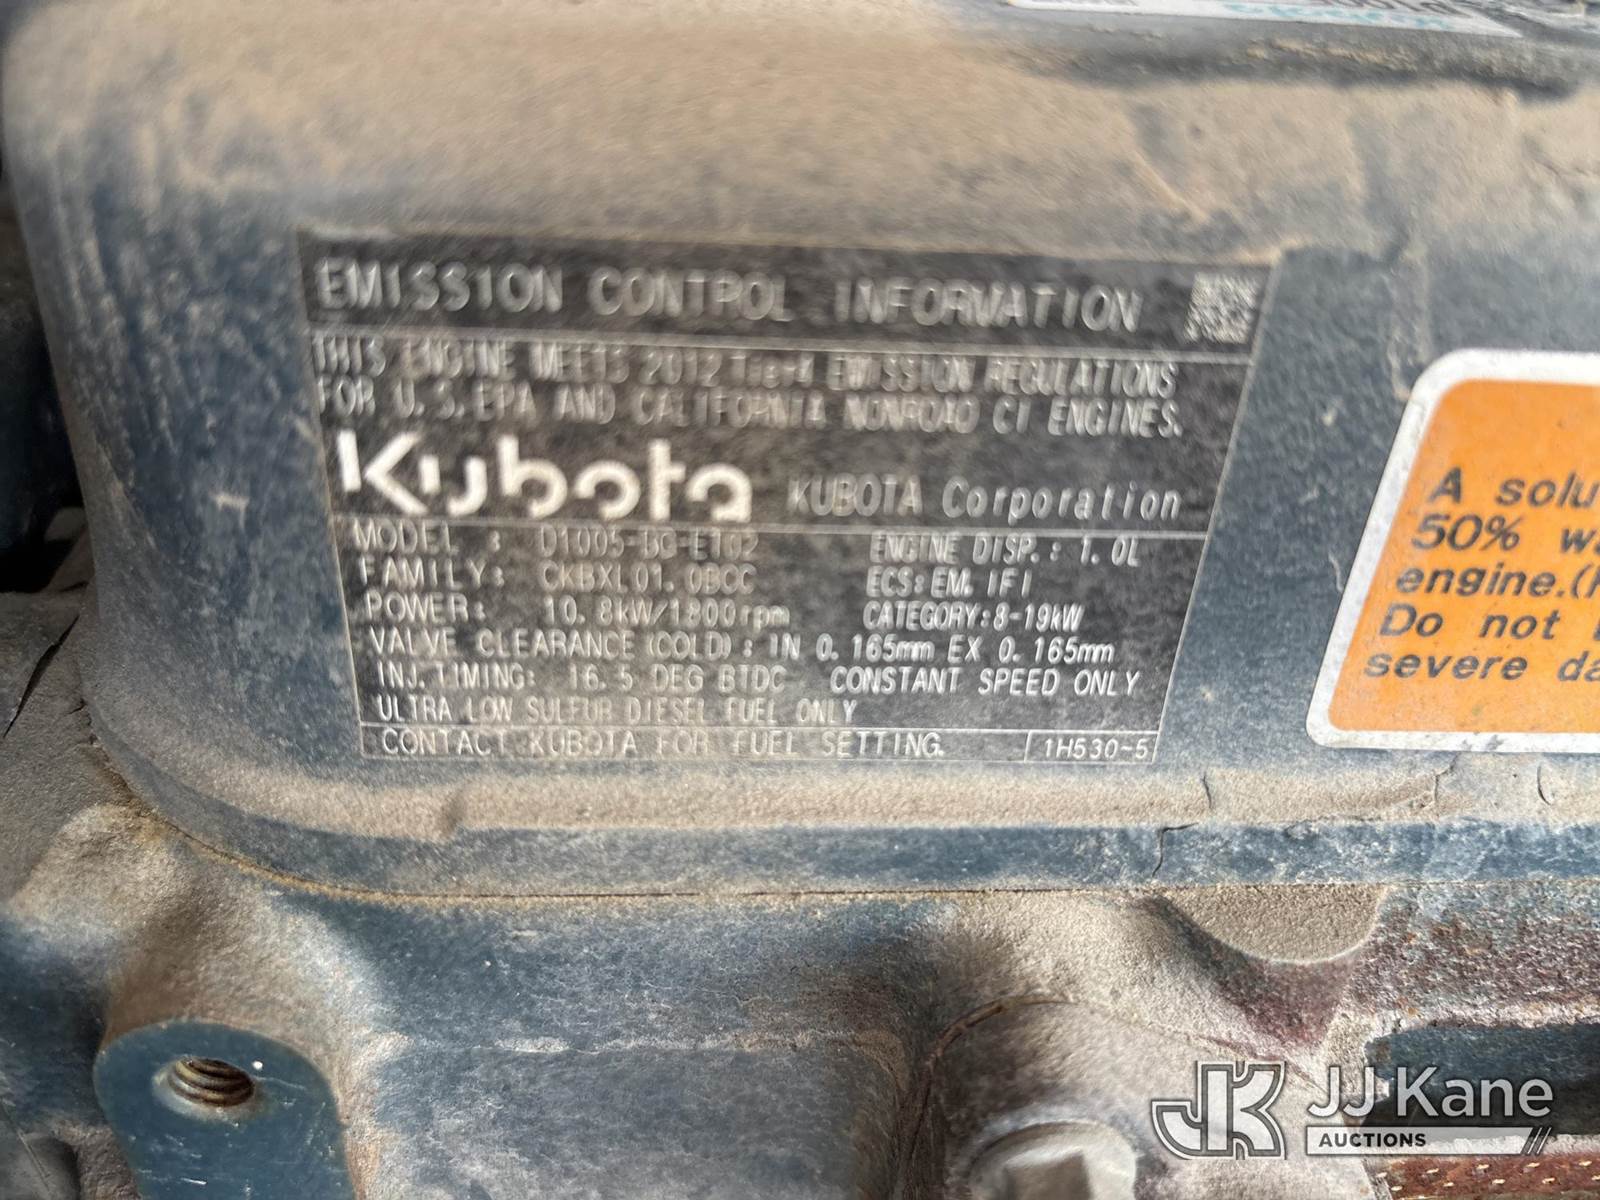 EMISSION CONTROL INFORMATION
THIS ENGINE MEETS 2012 Tier4 EMISSION REGULATIONS
FOR U.S.EPA AND CALIFORNIA NONROAD CI ENGINES.
Kubota KUBOTA Corporation
MODEL : D1005-BG-ET02 ENGINE DISP.: 1.0L
FAMILY: CKBXL01.0BCC ECS:EM. IFI
POWER: 10.8kW/1800rpm CATEGORY:8-19kW
VALVE CLEARANCE(COLD): IN 0.165mm EX 0.165mm
INJ.TIMING: 16.5 DEG BTDC CONSTANT SPEED ONLY
ULTRA LOW SULFUR DIESEL FUEL ONLY
CONTACT KUBOTA FOR FUEL SETTING. 1H530-5
A solu
50% wa
engine.(
Do not
severe da
JK JJ Kane
AUCTIONS